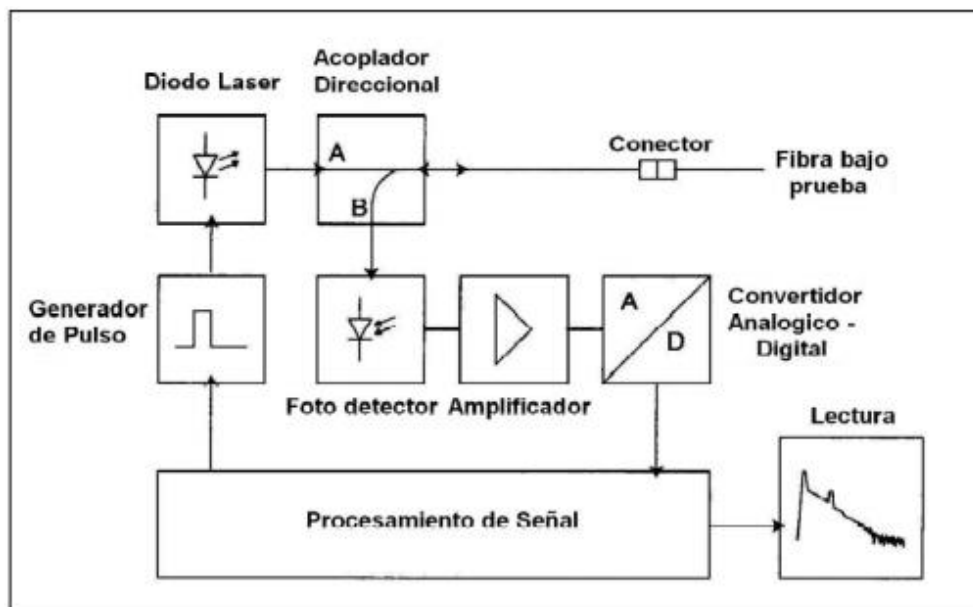 Diodo Laser
Acoplador
Direccional
A
B
Conector
Fibra bajo
prueba
Generador
de Pulso
Foto detector
Amplificador
A
D
Convertidor
Analogico -
Digital
Lectura
Procesamiento de Señal